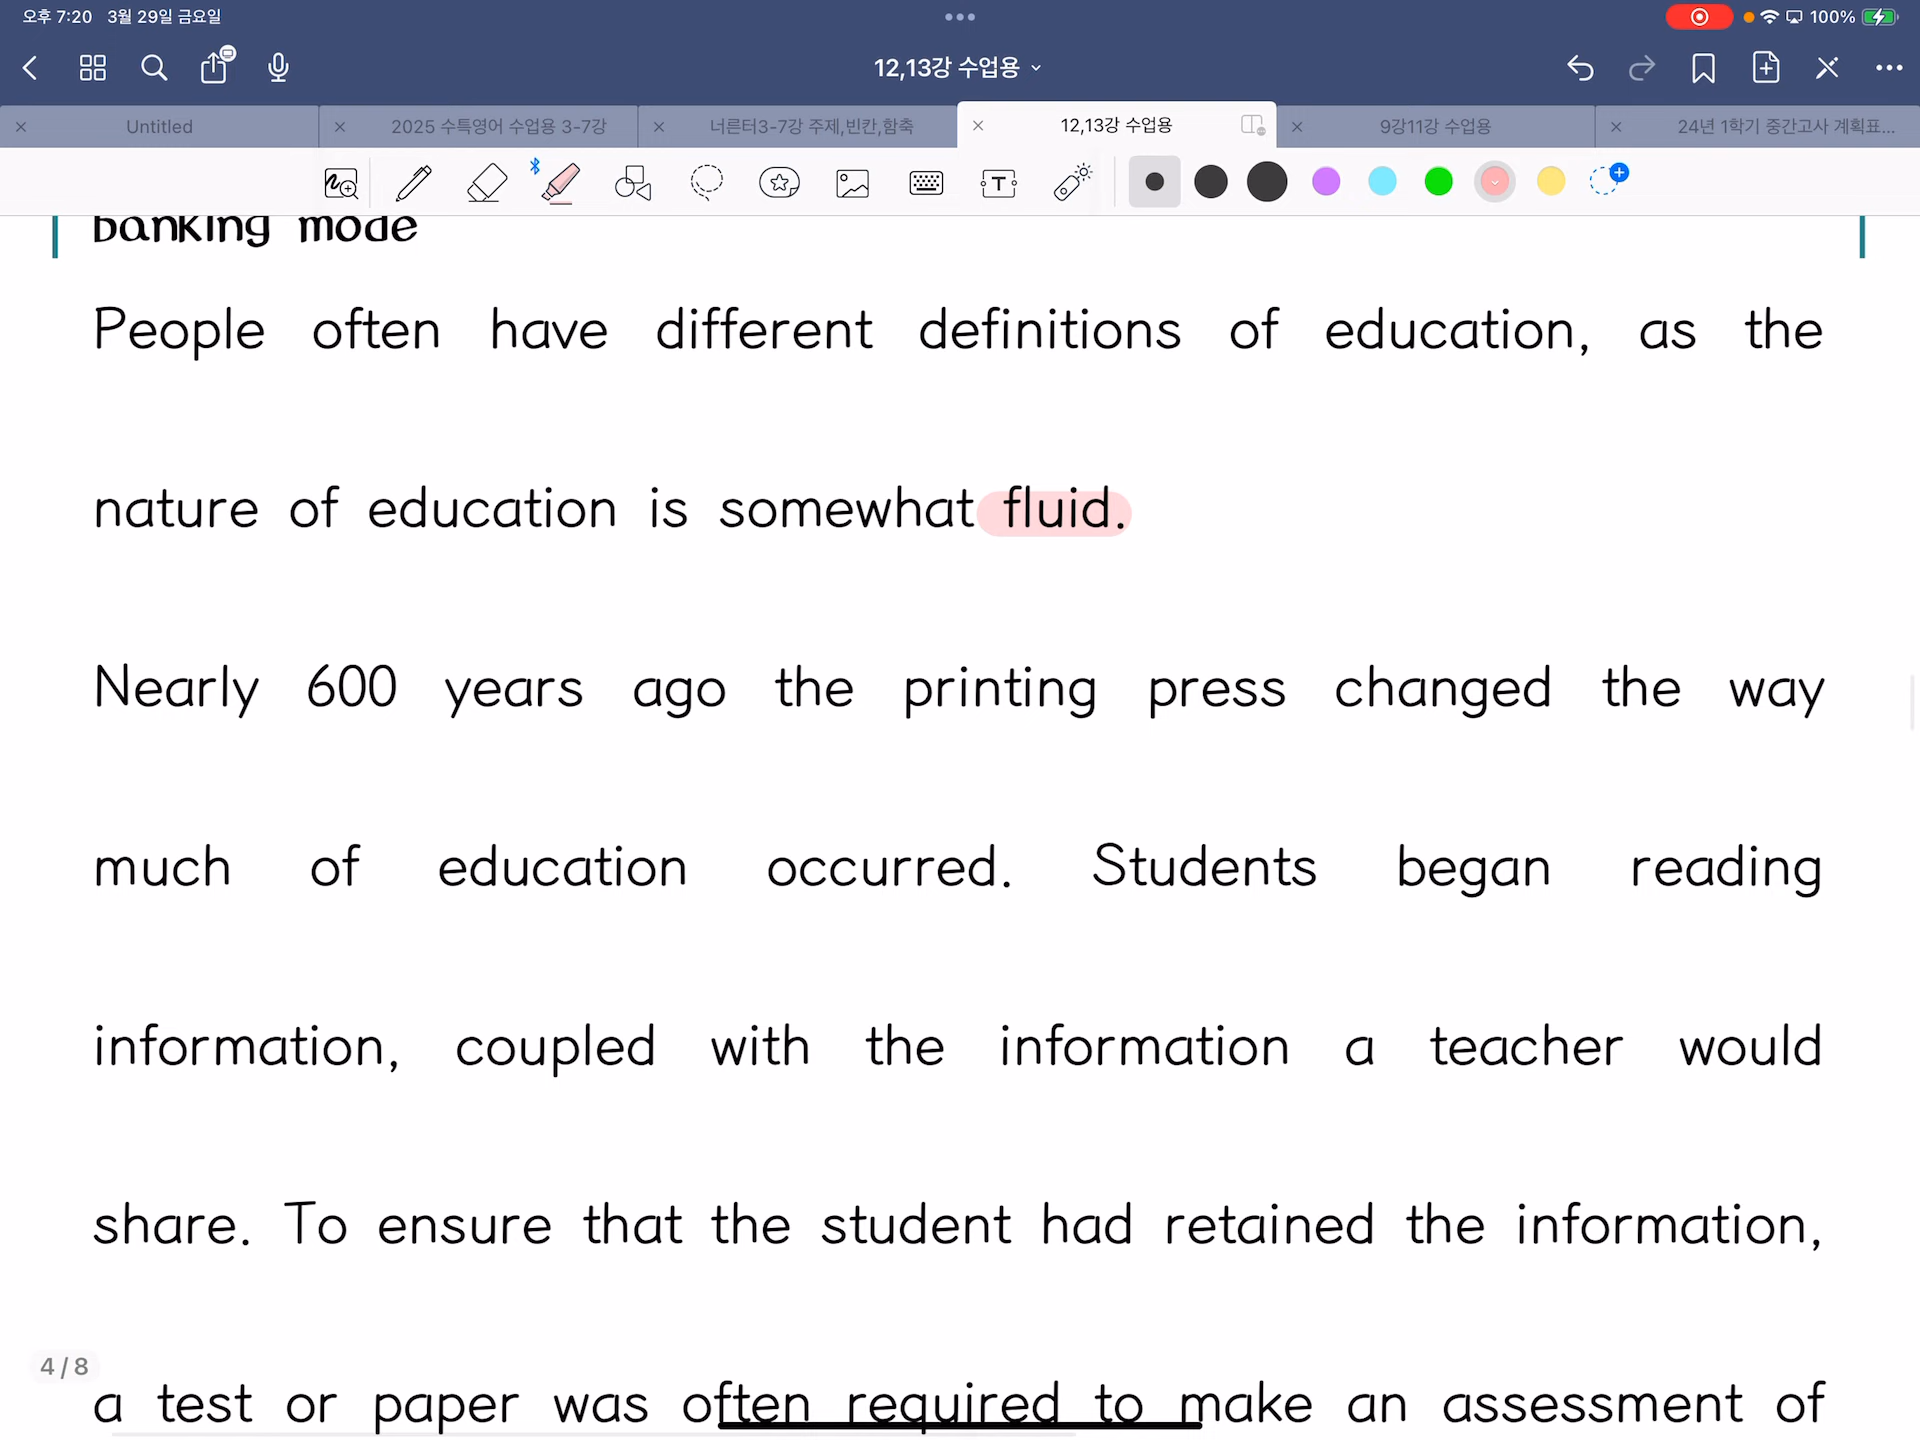 오후 7:20 3월 29일 금요일
100%
12,13강 수업용
Untitled
2025 수특영어 수업용 3-7강
너른터3-7강 주제,빈칸,함축
12,13강 수업용
9강11강 수업용
24년 1학기 중간고사 계획표...
banking mode
People often have different definitions of education, as the
nature of education is somewhat fluid.
Nearly 600 years ago the printing press changed the way
much of education occurred. Students began reading
information, coupled with the information a teacher would
share. To ensure that the student had retained the information,
4 / 8
a test or paper was often required to make an assessment of